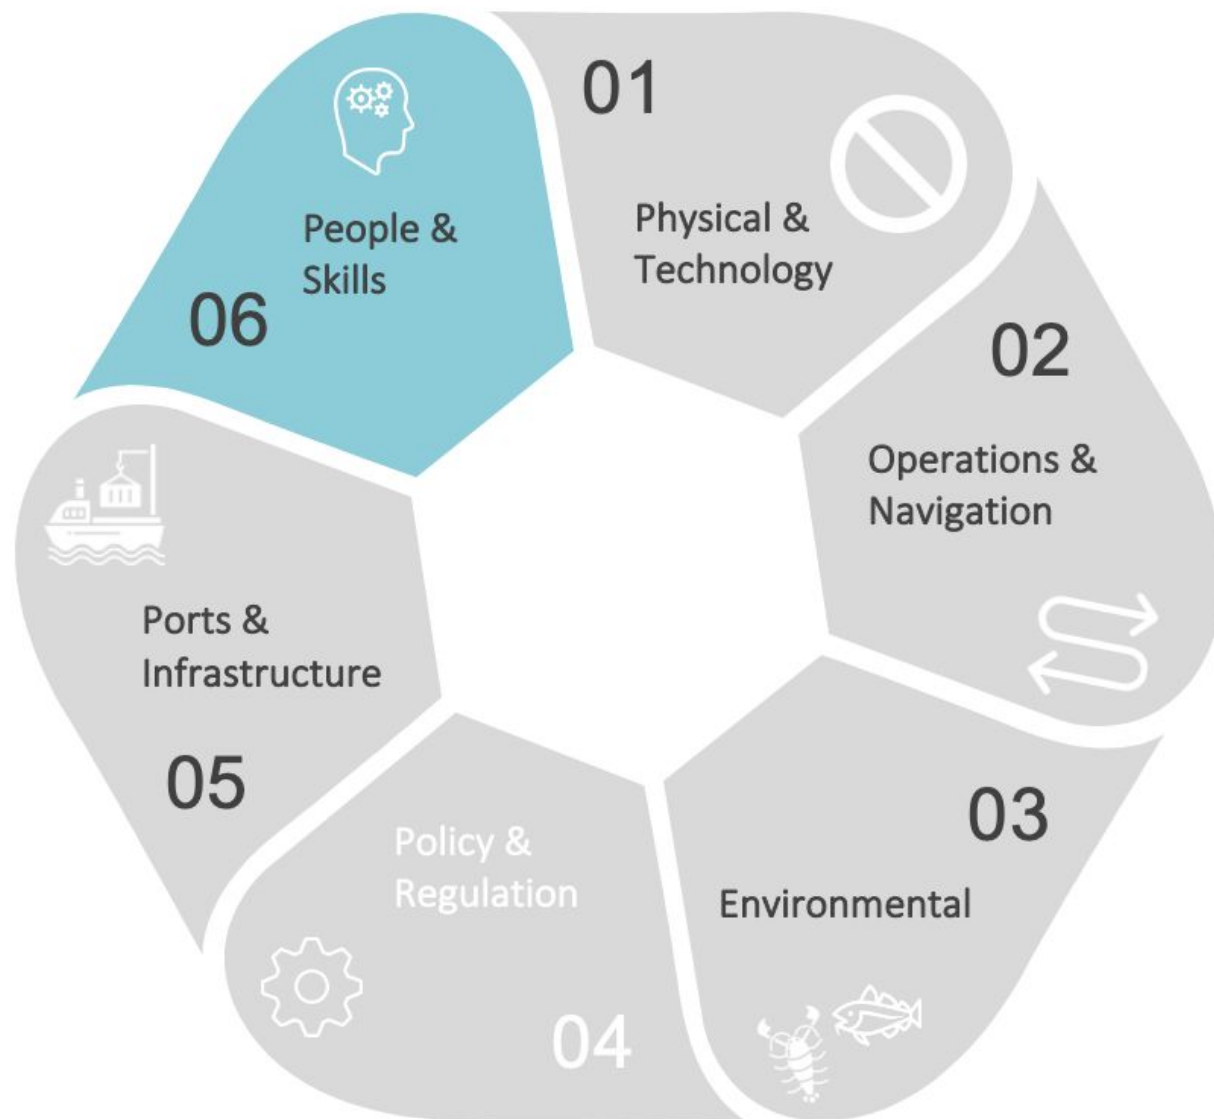 01
Physical &
Technology
02
Operations &
Navigation
03
Environmental
04
Policy &
Regulation
05
Ports &
Infrastructure
06
People &
Skills